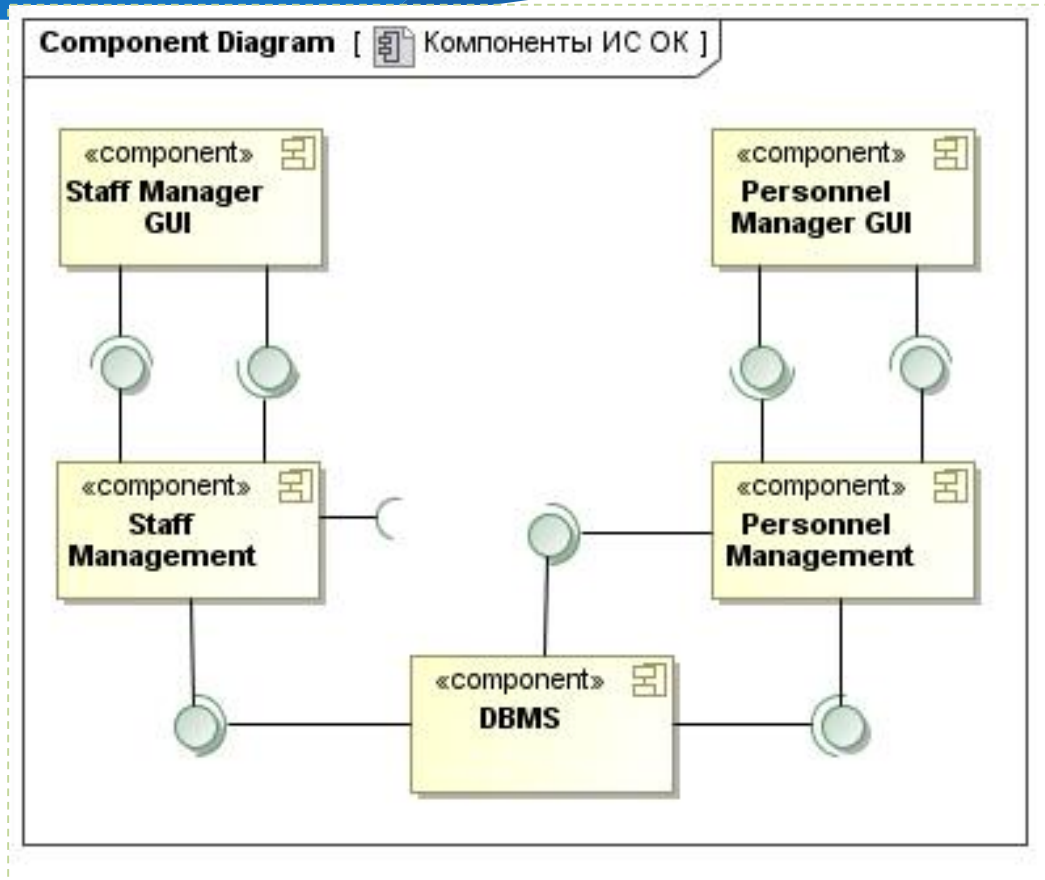 Component Diagram [ Компоненты ИС ОК ]
«component»
Staff Manager
GUI
«component»
Personnel
Manager GUI
«component»
Staff
Management
«component»
Personnel
Management
«component»
DBMS